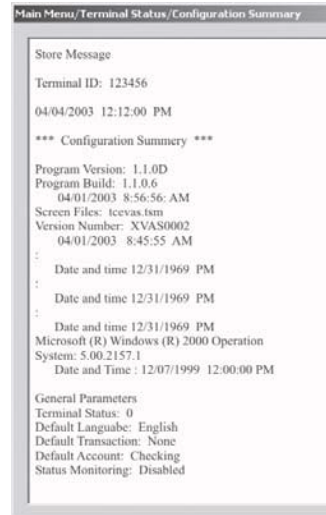 Main Menu/Terminal Status/Configuration Summary
Store Message
Terminal ID: 123456
04/04/2003 12:12:00 PM
*** Configuration Summery ***
Program Version: 1.1.0D
Program Build: 1.1.0.6
04/01/2003 8:56:56: AM
Screen Files: tcevas.tsm
Version Number: XVAS0002
04/01/2003 8:45:55 AM
:
Date and time 12/31/1969 PM
:
Date and time 12/31/1969 PM
:
Date and time 12/31/1969 PM
Microsoft (R) Windows (R) 2000 Operation
System: 5.00.2157.1
Date and Time : 12/07/1999 12:00:00 PM
General Parameters
Terminal Status: 0
Default Languabe: English
Default Transaction: None
Default Account: Checking
Status Monitoring: Disabled